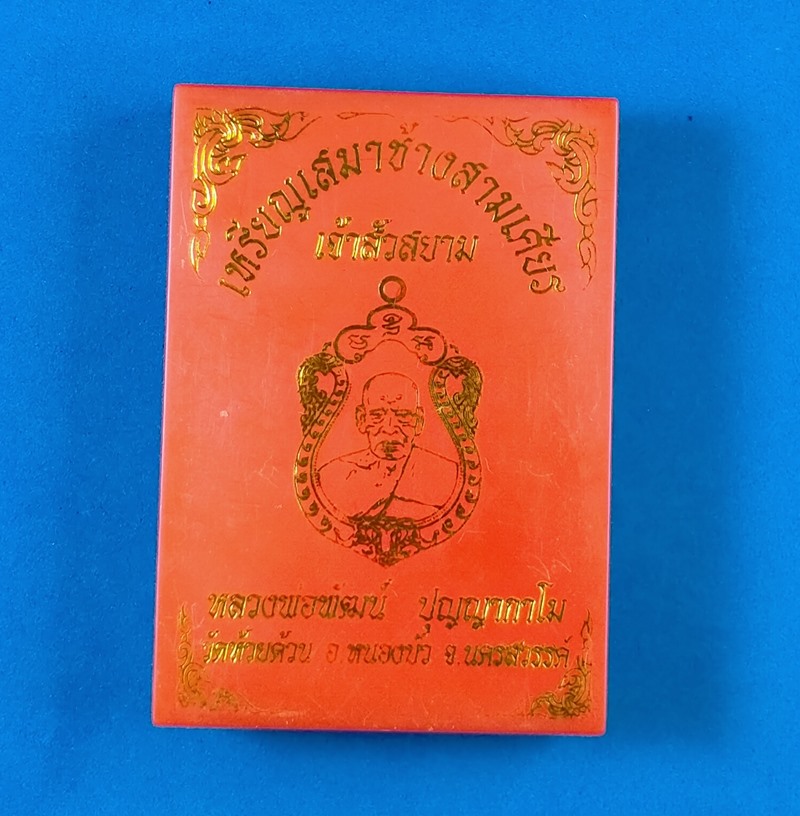 เหรียญเสมาช้างสามเศียร
เจ้าสัวสยาม
หลวงพ่อพัฒน์ ปุญญากาโม
วัดห้วยด้วน อ.หนองบัว จ.นครสวรรค์